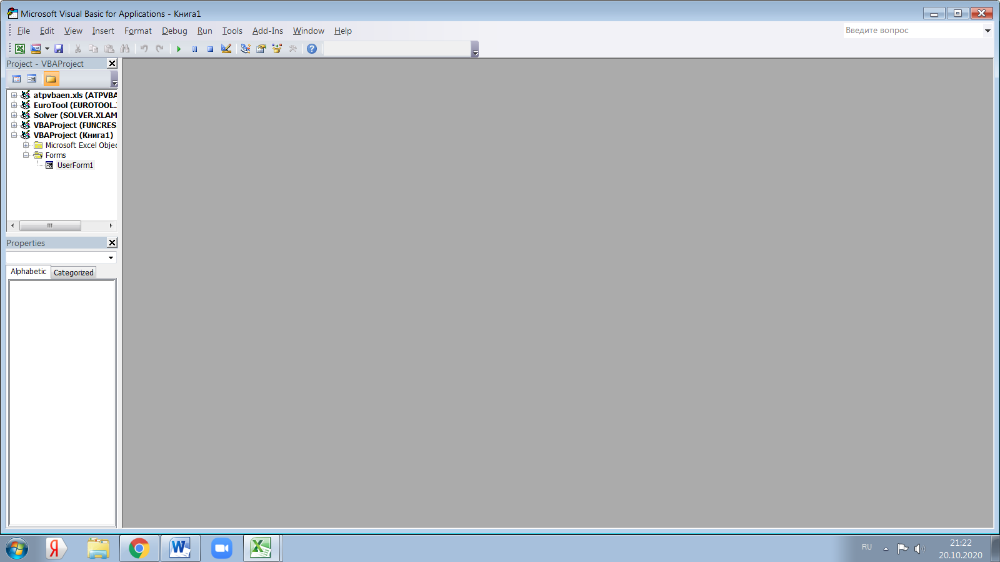 Microsoft Visual Basic for Applications - Книга1
File Edit View Insert Format Debug Run Tools Add-Ins Window Help
Введите вопрос
Project - VBAProject
atpvbaen.xls (ATPVBA
EuroTool (EUROTOOL.
Solver (SOLVER.XLAM
VBAProject (FUNCRES
VBAProject (Книга1)
Microsoft Excel Objec
Forms
UserForm1
Properties
Alphabetic Categorized
RU
21:22
20.10.2020